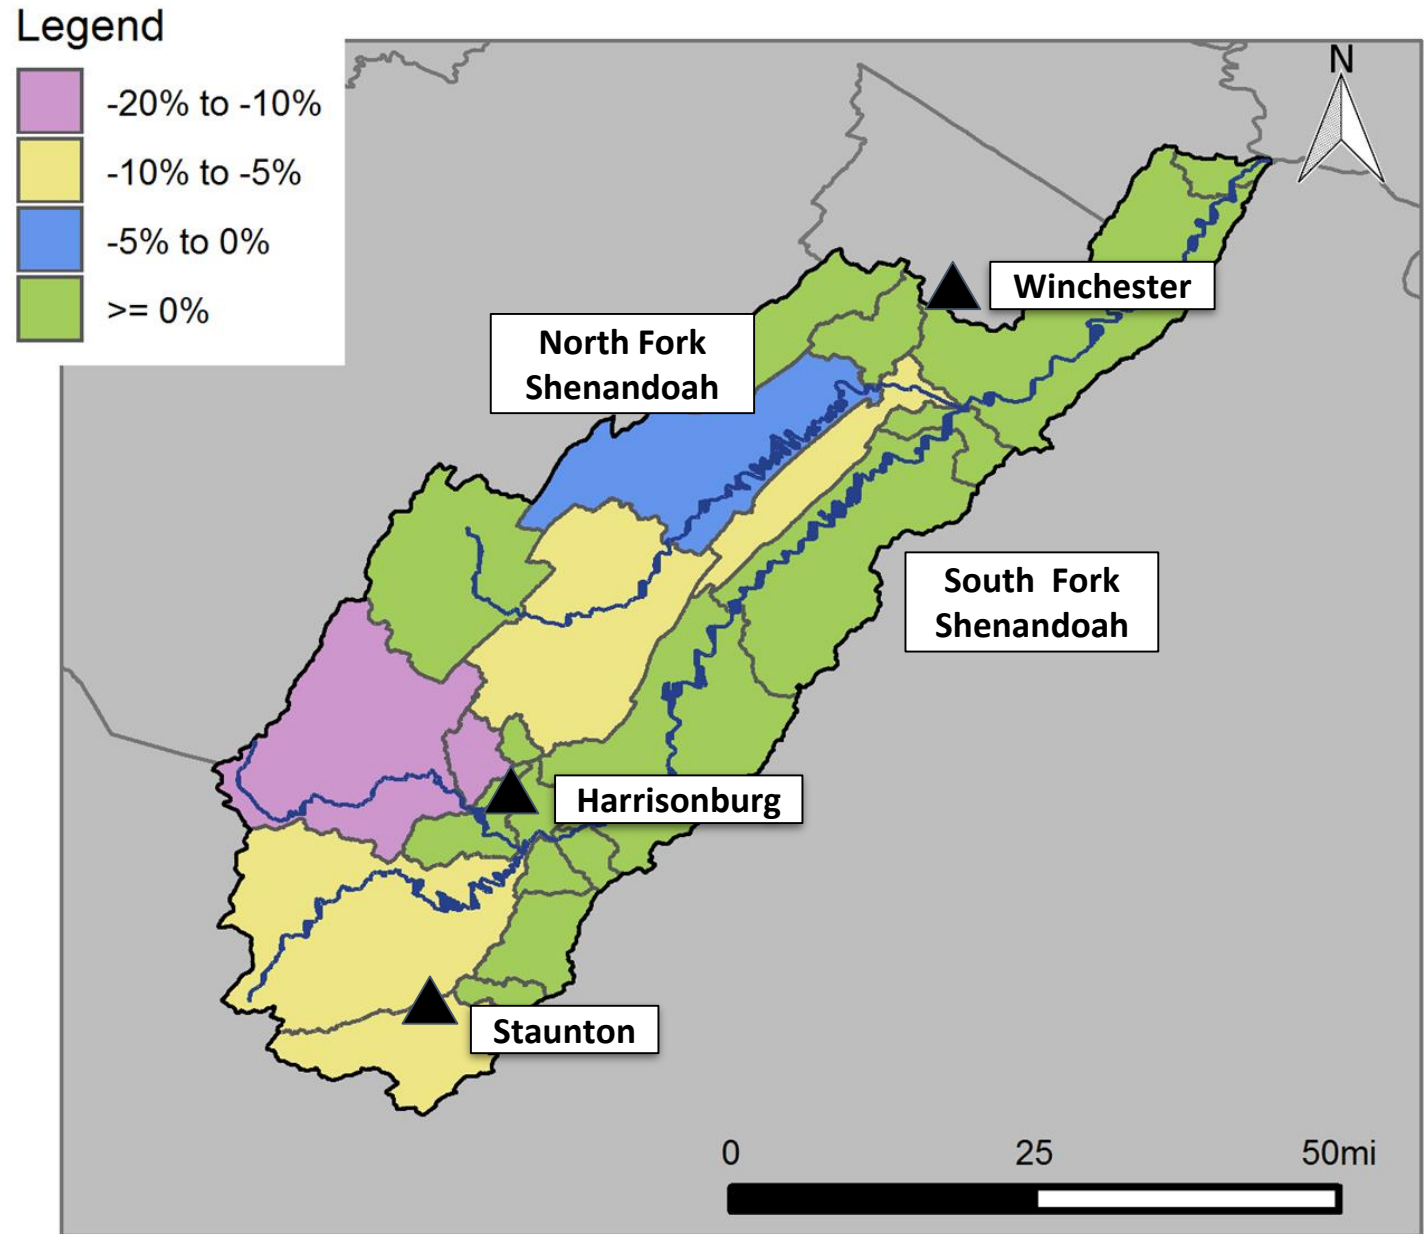 Legend
-20% to -10%
-10% to -5%
-5% to 0%
>= 0%
N
Winchester
North Fork
Shenandoah
South Fork
Shenandoah
Harrisonburg
Staunton
0 25 50mi